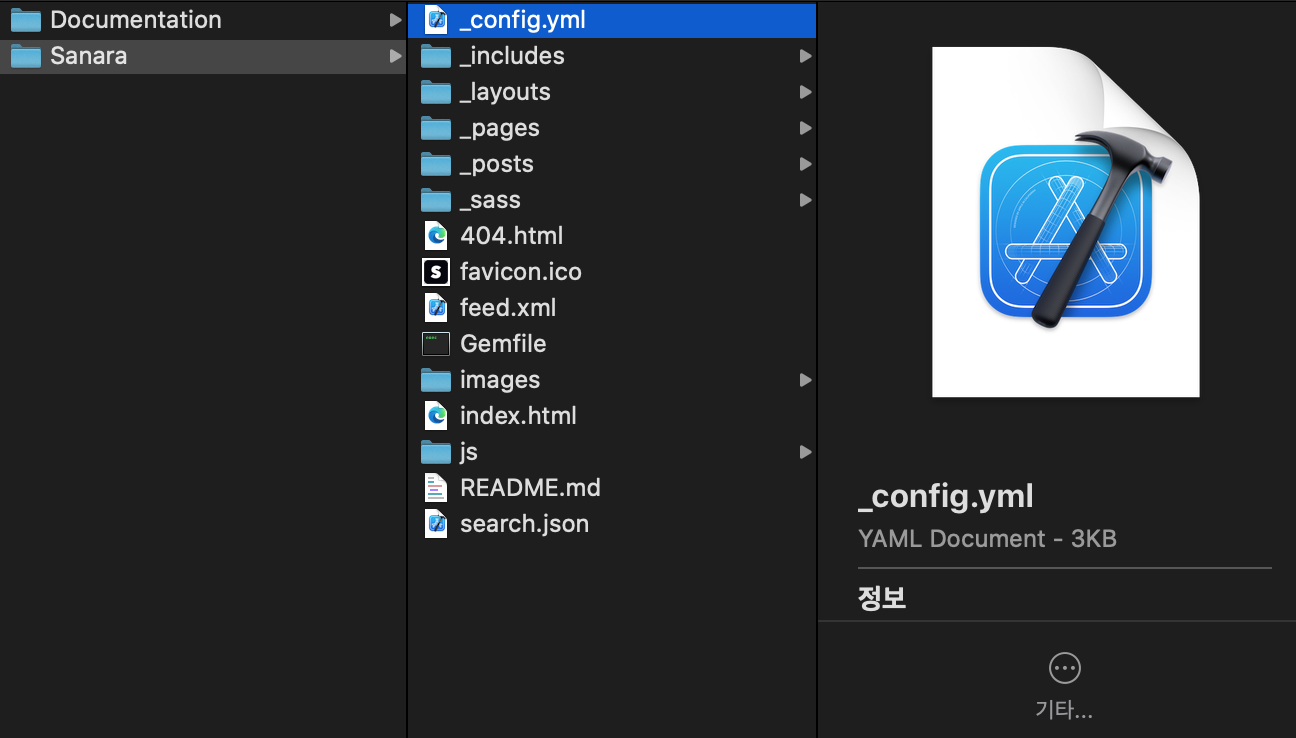 Documentation
Sanara
_config.yml
_includes
_layouts
_pages
_posts
_sass
404.html
S
favicon.ico
feed.xml
Gemfile
images
index.html
js
README.md
search.json
_config.yml
YAML Document - 3KB
정보
기타...